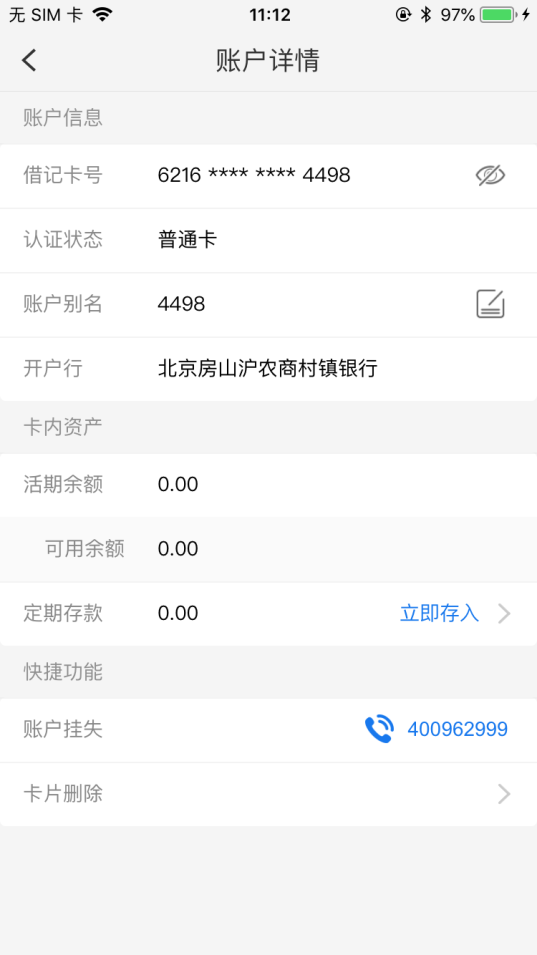 无 SIM 卡 11:12 97%
账户详情
账户信息
借记卡号 6216 **** **** 4498
认证状态 普通卡
账户别名 4498
开户行 北京房山沪农商村镇银行
卡内资产
活期余额 0.00
可用余额 0.00
定期存款 0.00 立即存入
快捷功能
账户挂失 400962999
卡片删除